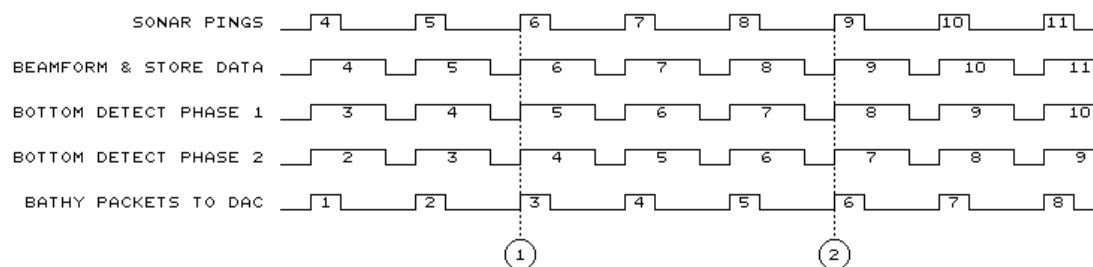 SONAR PINGS 4 5 6 7 8 9 10 11
BEAMFORM & STORE DATA 4 5 6 7 8 9 10 11
BOTTOM DETECT PHASE 1 3 4 5 6 7 8 9 10
BOTTOM DETECT PHASE 2 2 3 4 5 6 7 8 9
BATHY PACKETS TO DAC 1 2 3 4 5 6 7 8
1 2